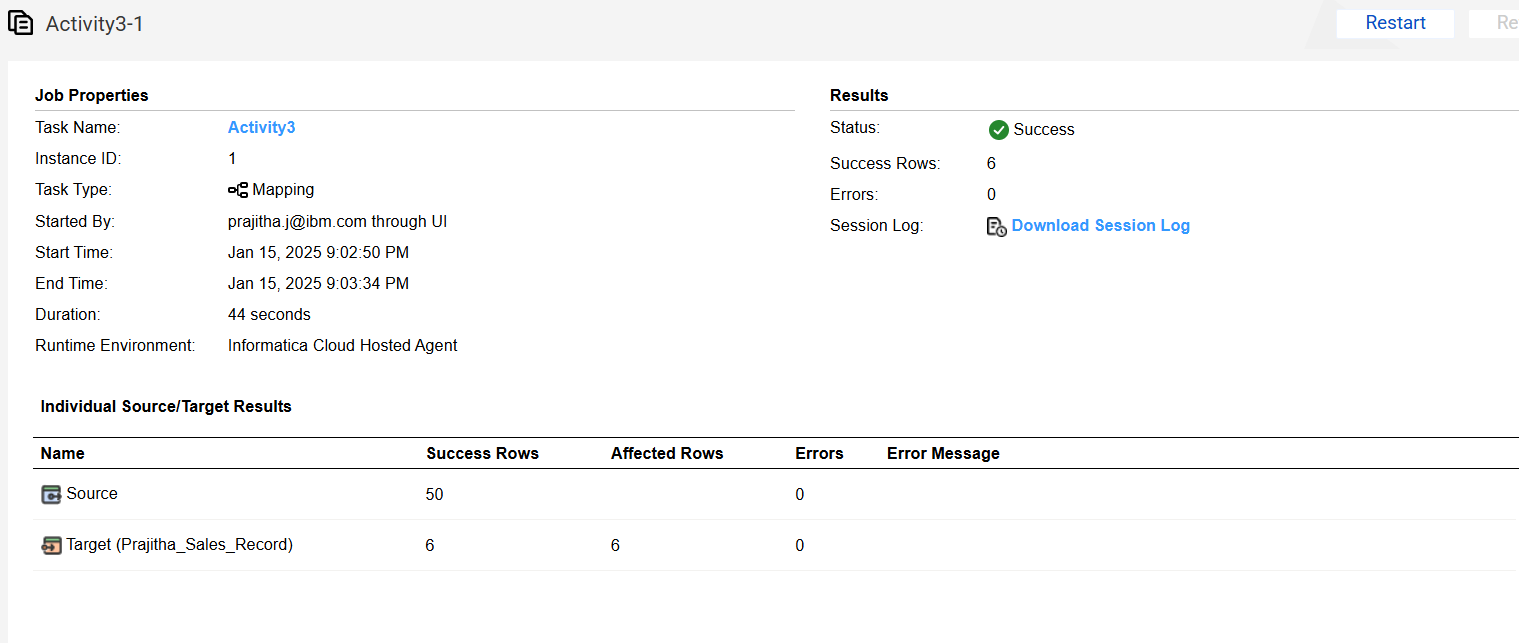 Activity3-1
Restart
Re
Job Properties
Task Name: Activity3
Instance ID: 1
Task Type: Mapping
Started By: prajitha.j@ibm.com through UI
Start Time: Jan 15, 2025 9:02:50 PM
End Time: Jan 15, 2025 9:03:34 PM
Duration: 44 seconds
Runtime Environment: Informatica Cloud Hosted Agent
Results
Status: Success
Success Rows: 6
Errors: 0
Session Log: Download Session Log
Individual Source/Target Results
Name Success Rows Affected Rows Errors Error Message
Source 50 0
Target (Prajitha_Sales_Record) 6 6 0